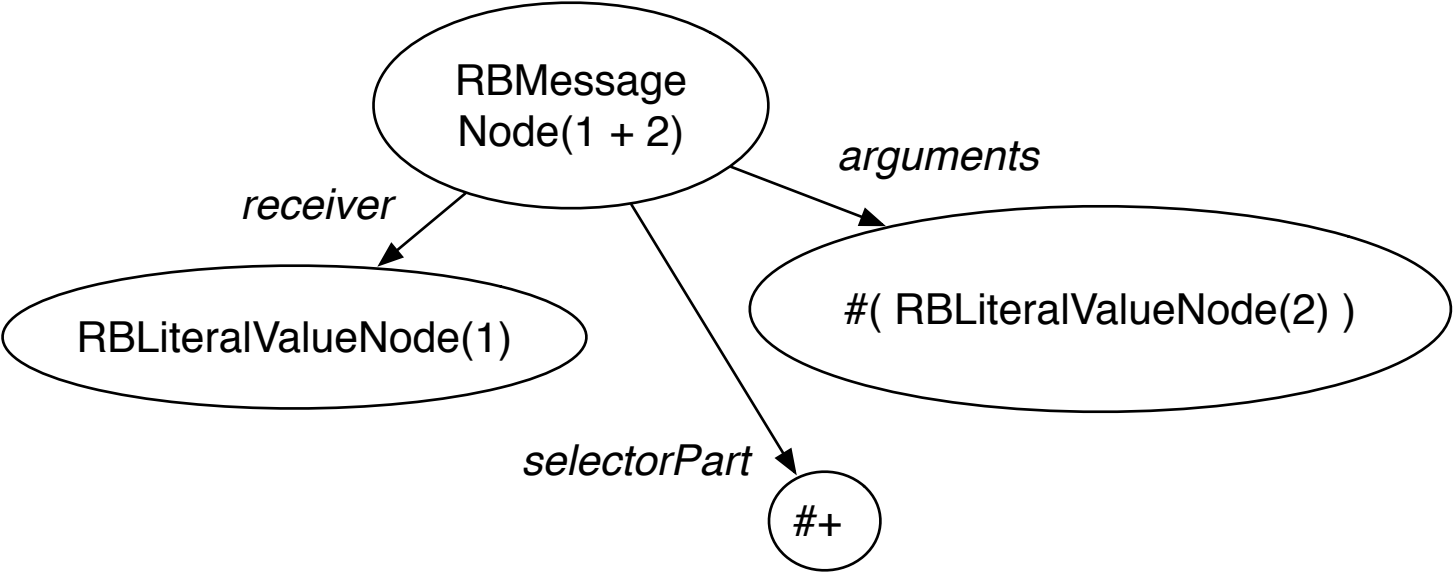 RBMessage
Node(1 + 2)
arguments
receiver
#( RBLiteralValueNode(2) )
RBLiteralValueNode(1)
selectorPart
#+